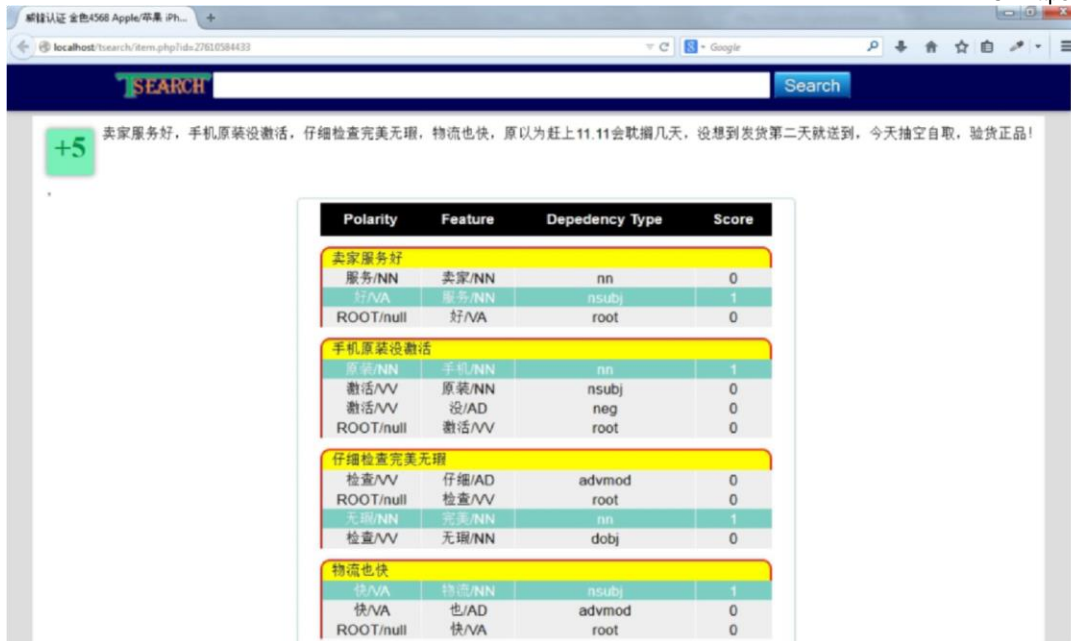 威锋认证 金色4568 Apple/苹果 iPh...
localhost/tsearch/item.php?id=27610584433
Google
TSEARCH
Search
+5
卖家服务好，手机原装没激活，仔细检查完美无瑕，物流也快，原以为赶上11.11会耽搁几天，没想到发货第二天就送到，今天抽空自取，验货正品！
Polarity Feature Depedency Type Score
卖家服务好
服务/NN 卖家/NN nn 0
好/VA 服务/NN nsubj 1
ROOT/null 好/VA root 0
手机原装没激活
原装/NN 手机/NN nn 1
激活/VV 原装/NN nsubj 0
激活/VV 没/AD neg 0
ROOT/null 激活/VV root 0
仔细检查完美无瑕
检查/VV 仔细/AD advmod 0
ROOT/null 检查/VV root 0
无瑕/NN 完美/NN nn 1
检查/VV 无瑕/NN dobj 0
物流也快
快/VA 物流/NN nsubj 1
快/VA 也/AD advmod 0
ROOT/null 快/VA root 0